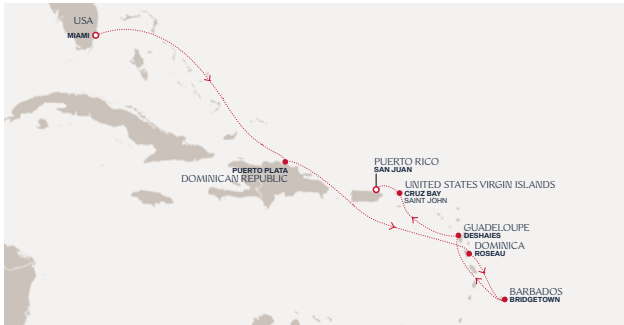 USA
MIAMI
PUERTO PLATA
DOMINICAN REPUBLIC
PUERTO RICO
SAN JUAN
UNITED STATES VIRGIN ISLANDS
CRUZ BAY
SAINT JOHN
GUADELOUPE
DESHAIES
DOMINICA
ROSEAU
BARBADOS
BRIDGETOWN